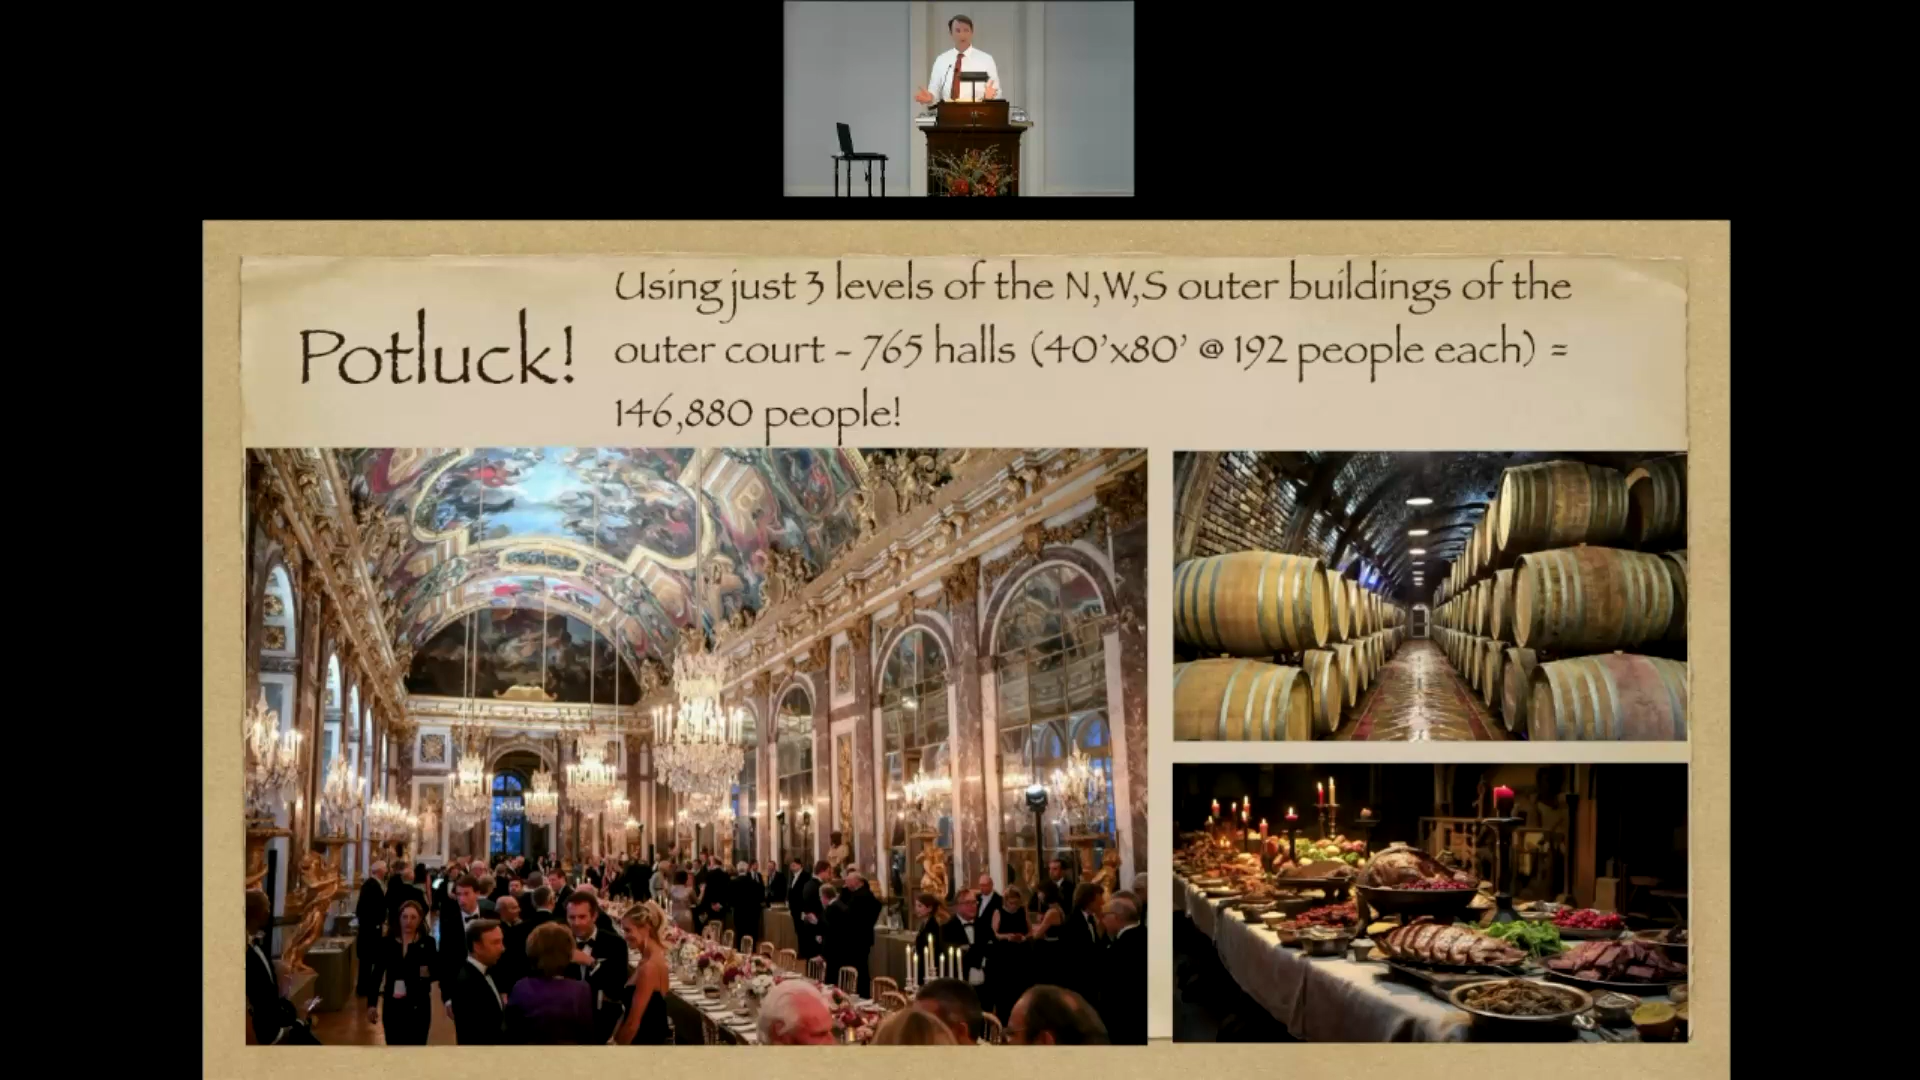 Potluck!
Using just 3 levels of the N,W,S outer buildings of the
outer court - 765 halls (40'x80' @ 192 people each) =
146,880 people!